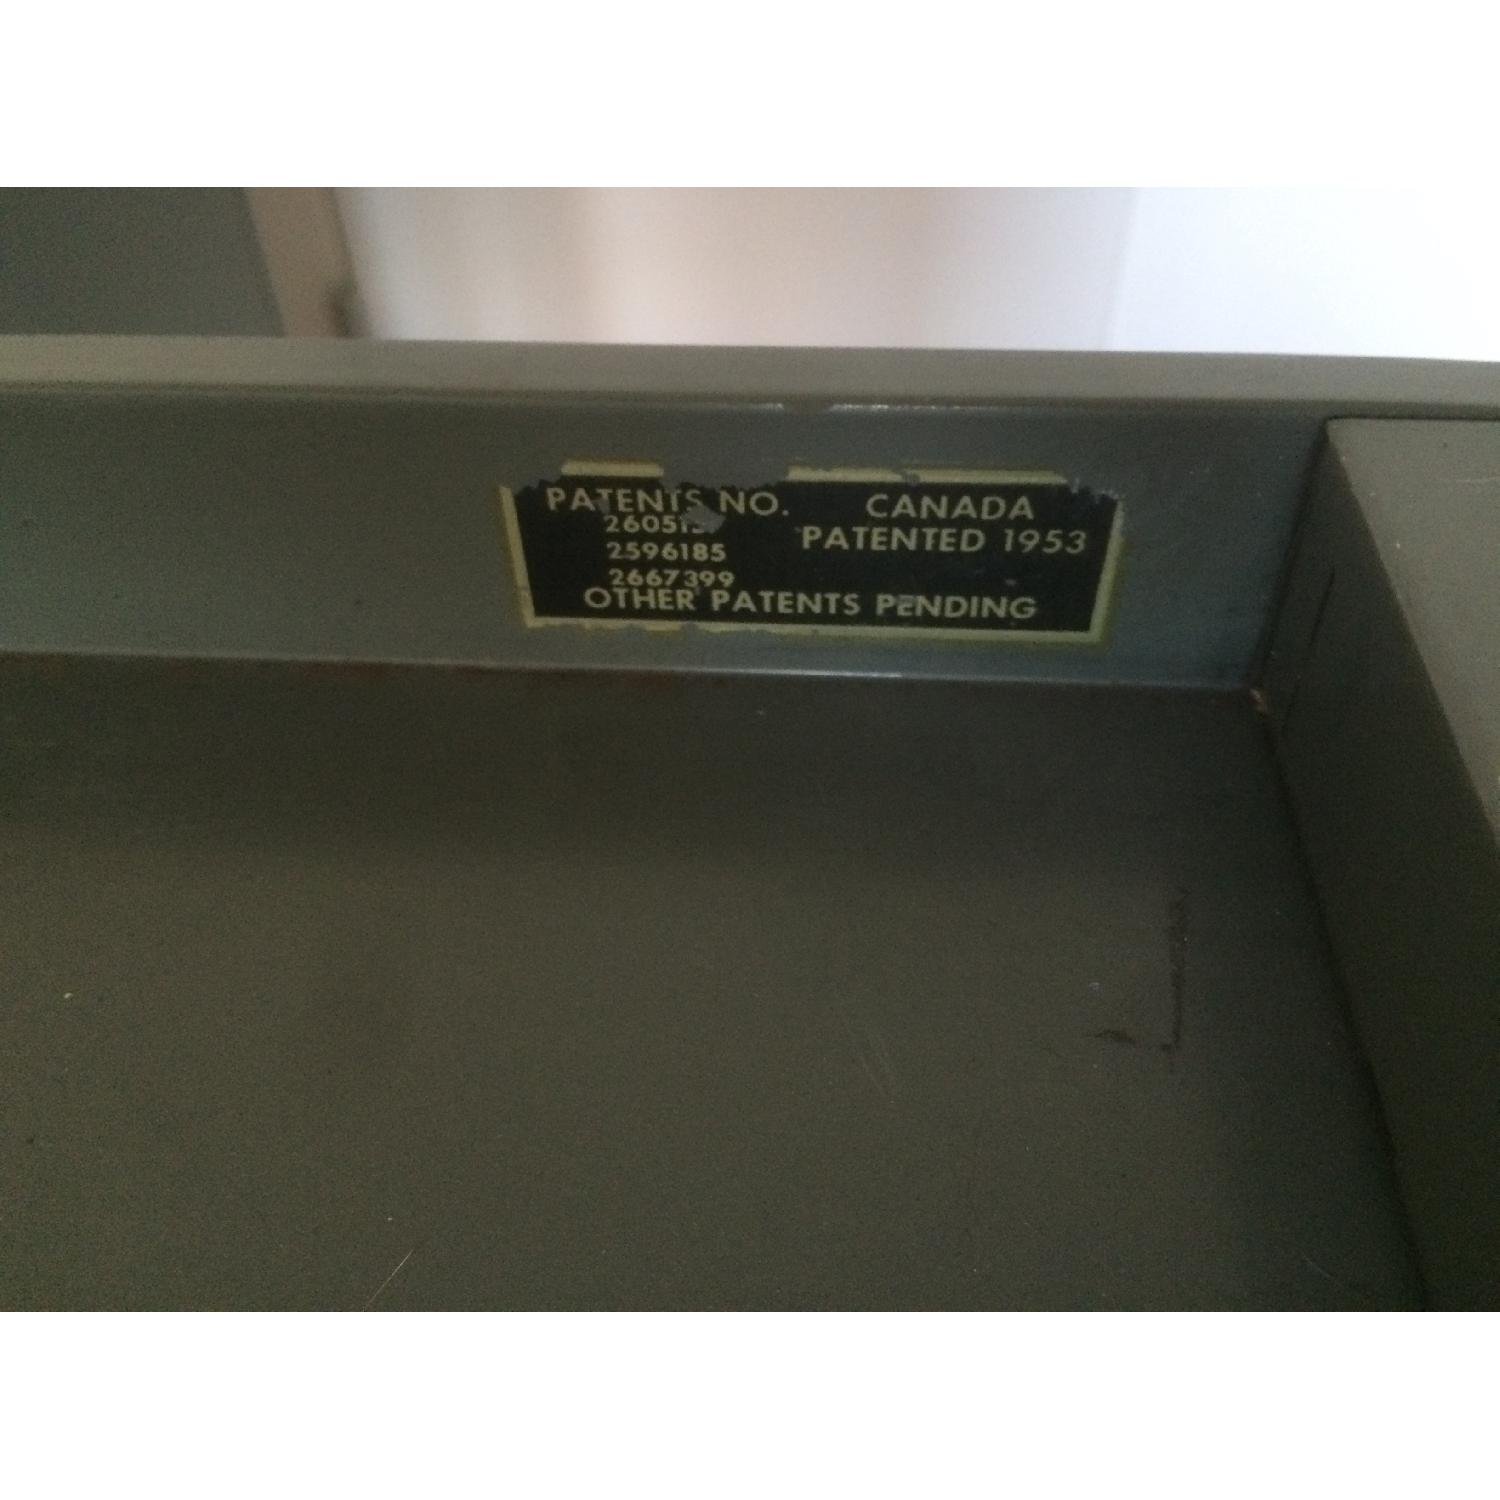 PATENTS NO.
2596185
2667399
CANADA
PATENTED 1953
OTHER PATENTS PENDING